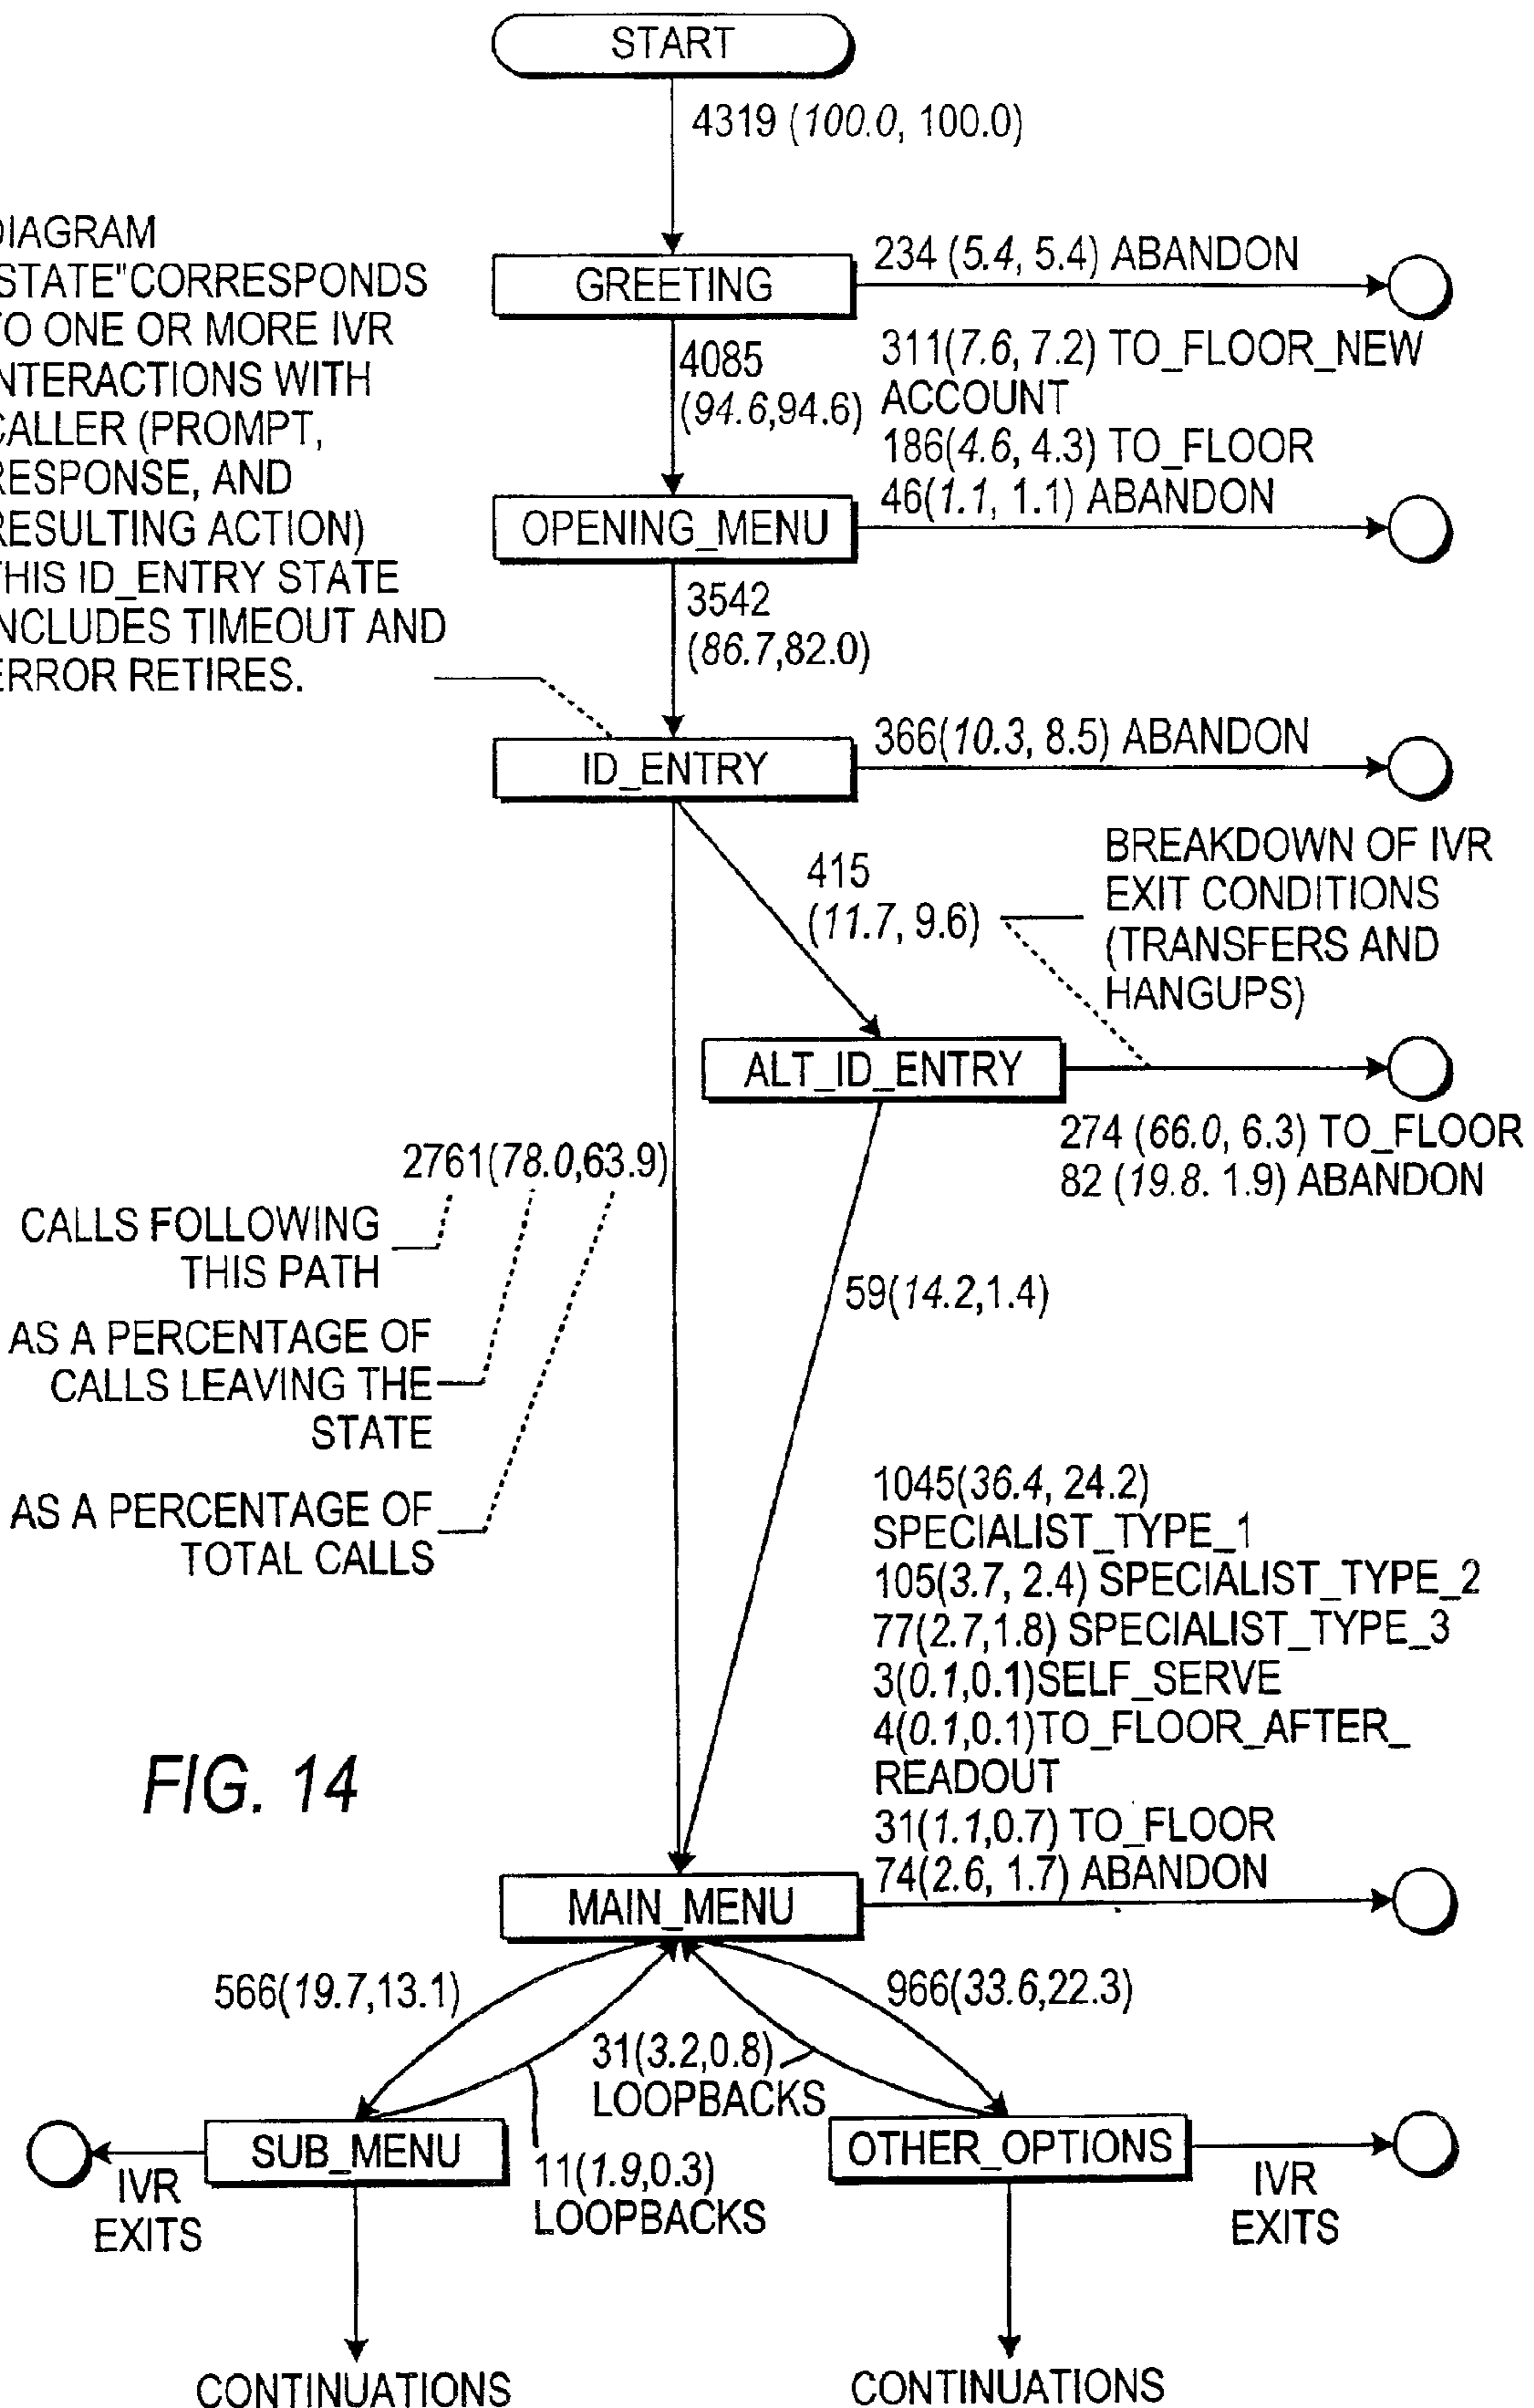 START
4319 (100.0, 100.0)
DIAGRAM
STATE"CORRESPONDS
TO ONE OR MORE IVR
INTERACTIONS WITH
CALLER (PROMPT,
RESPONSE, AND
RESULTING ACTION)
THIS ID_ENTRY STATE
INCLUDES TIMEOUT AND
ERROR RETIRES.
GREETING
234 (5.4, 5.4) ABANDON
4085
(94.6,94.6)
311(7.6, 7.2) TO_FLOOR_NEW
ACCOUNT
186(4.6, 4.3) TO_FLOOR
46(1.1, 1.1) ABANDON
OPENING_MENU
3542
(86.7,82.0)
ID_ENTRY
366(10.3, 8.5) ABANDON
415
(11.7, 9.6)
BREAKDOWN OF IVR
EXIT CONDITIONS
(TRANSFERS AND
HANGUPS)
ALT_ID_ENTRY
274 (66.0, 6.3) TO_FLOOR
82 (19.8. 1.9) ABANDON
2761(78.0,63.9)
CALLS FOLLOWING
THIS PATH
AS A PERCENTAGE OF
CALLS LEAVING THE
STATE
AS A PERCENTAGE OF
TOTAL CALLS
59(14.2,1.4)
1045(36.4, 24.2)
SPECIALIST_TYPE_1
105(3.7, 2.4) SPECIALIST_TYPE_2
77(2.7,1.8) SPECIALIST_TYPE_3
3(0.1,0.1)SELF_SERVE
4(0.1,0.1)TO_FLOOR_AFTER_
READOUT
31(1.1,0.7) TO_FLOOR
74(2.6, 1.7) ABANDON
FIG. 14
MAIN_MENU
566(19.7,13.1)
966(33.6,22.3)
31(3.2,0.8)
LOOPBACKS
SUB_MENU
11(1.9,0.3)
LOOPBACKS
OTHER_OPTIONS
IVR
EXITS
IVR
EXITS
CONTINUATIONS
CONTINUATIONS